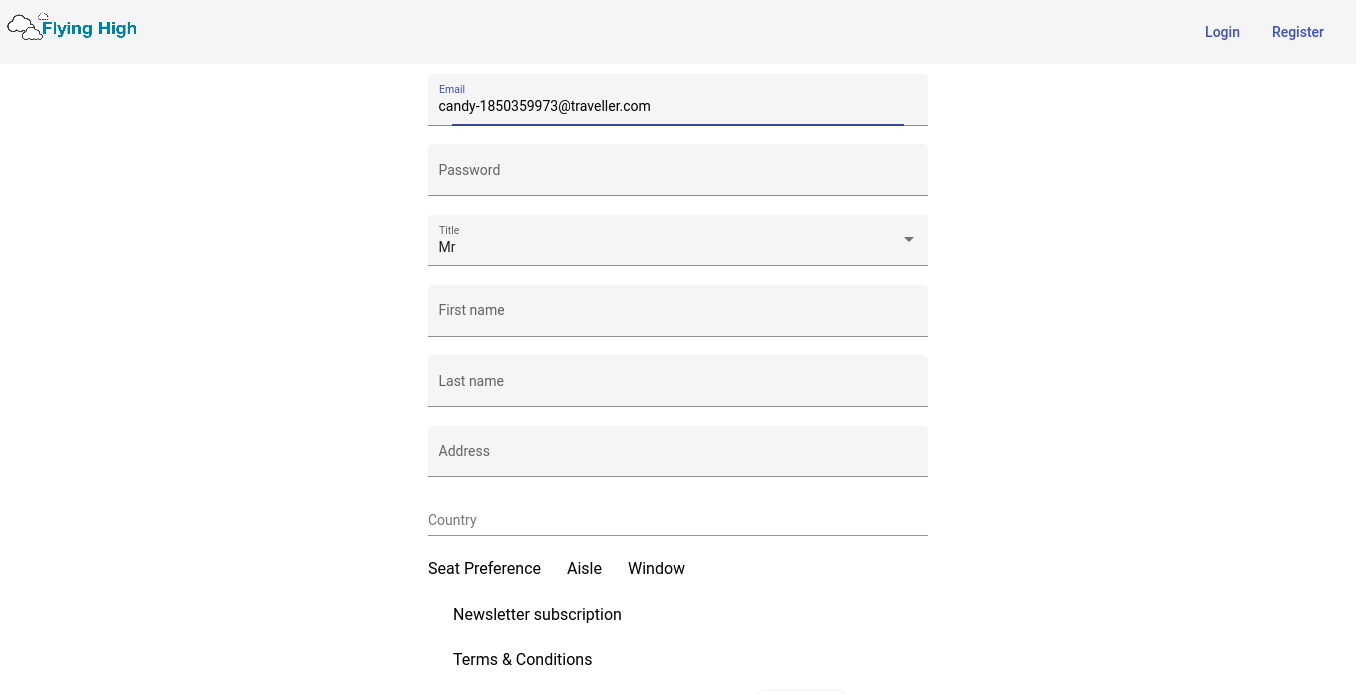 Flying High
Login
Register
Email
candy-1850359973@traveller.com
Password
Title
Mr
First name
Last name
Address
Country
Seat Preference Aisle Window
Newsletter subscription
Terms & Conditions